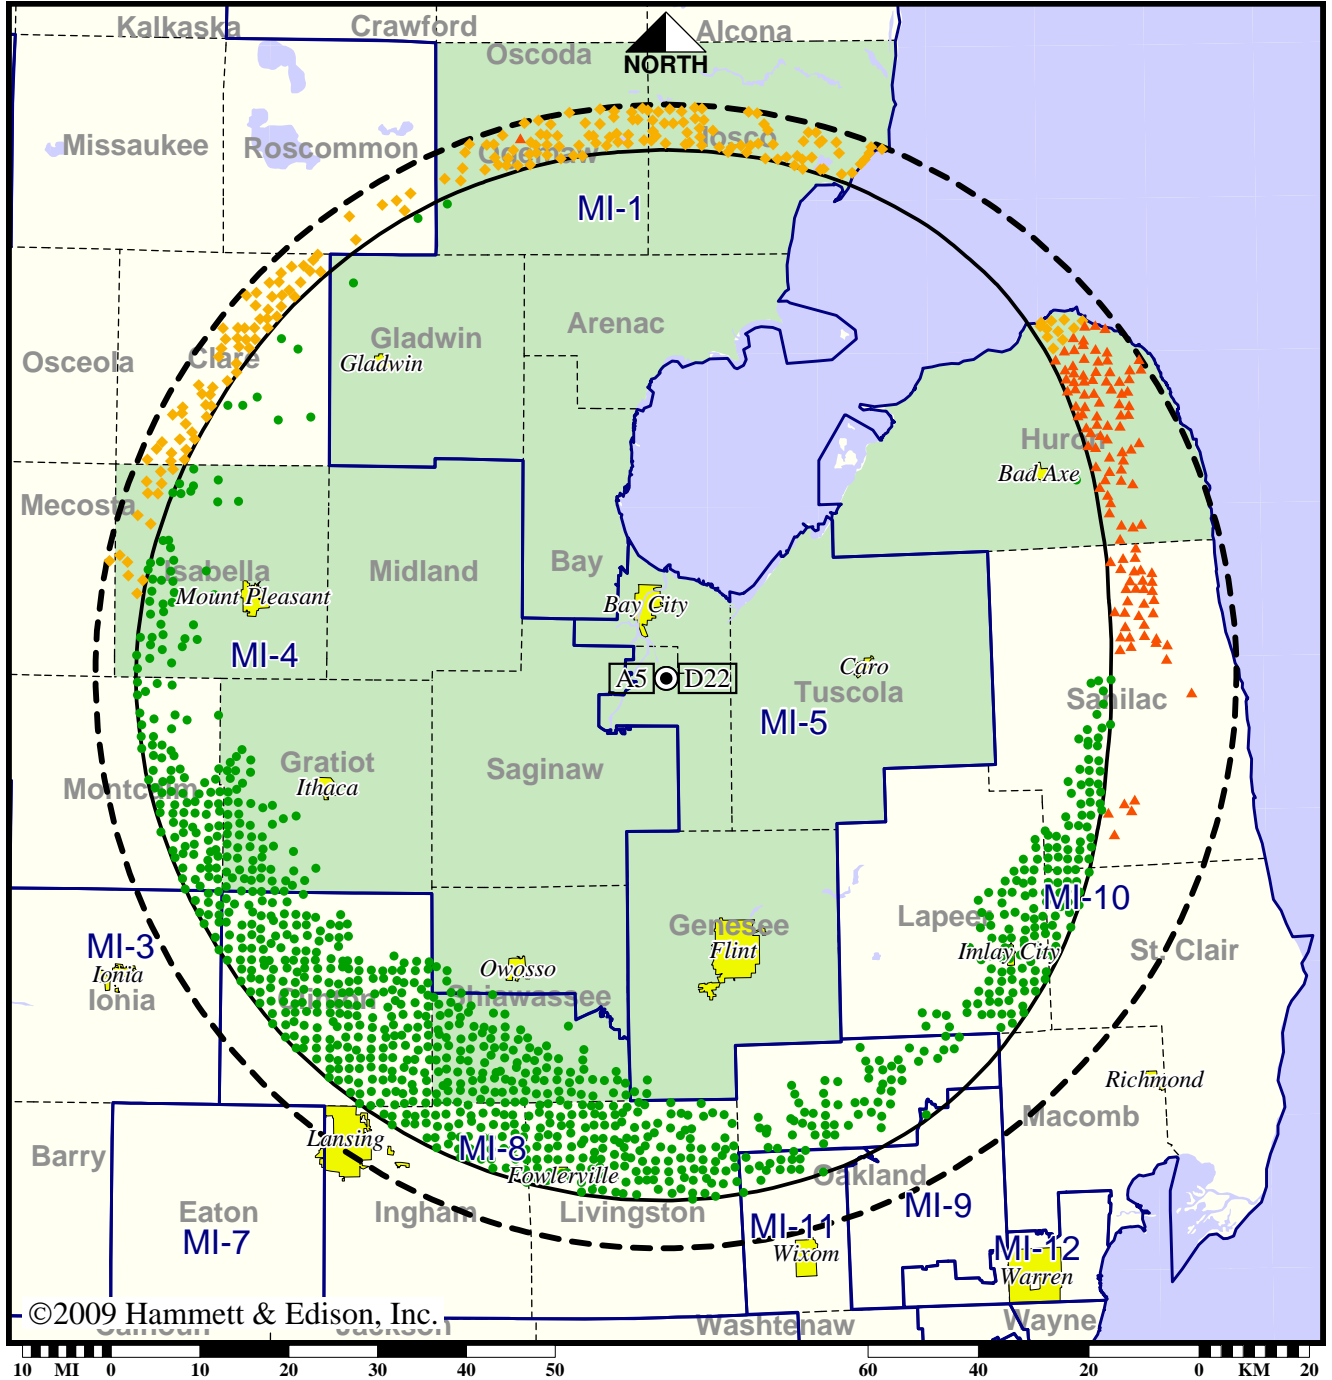 Kalkaska
Crawford
Alcona
Oscoda
NORTH
Missaukee
Roscommon
Ogemaw
Iosco
MI-1
Osceola
Clare
Gladwin
Gladwin
Arenac
Huron
Bad Axe
Mecosta
Isabella
Mount Pleasant
Midland
Bay
Bay City
MI-4
A5
D22
Caro
Tuscola
Sanilac
MI-5
Montcalm
Gratiot
Ithaca
Saginaw
MI-10
MI-3
Ionia
Ionia
Clinton
Owosso
Shiawassee
Genesee
Flint
Lapeer
Imlay City
St. Clair
Richmond
Macomb
Barry
Lansing
MI-8
Fowlerville
Oakland
Eaton
MI-7
Ingham
Livingston
MI-11
Wixom
MI-9
MI-12
Warren
©2009 Hammett & Edison, Inc.
Calhoun
Jackson
Washtenaw
Wayne
10 MI 0 10 20 30 40 50 60 40 20 0 KM 20